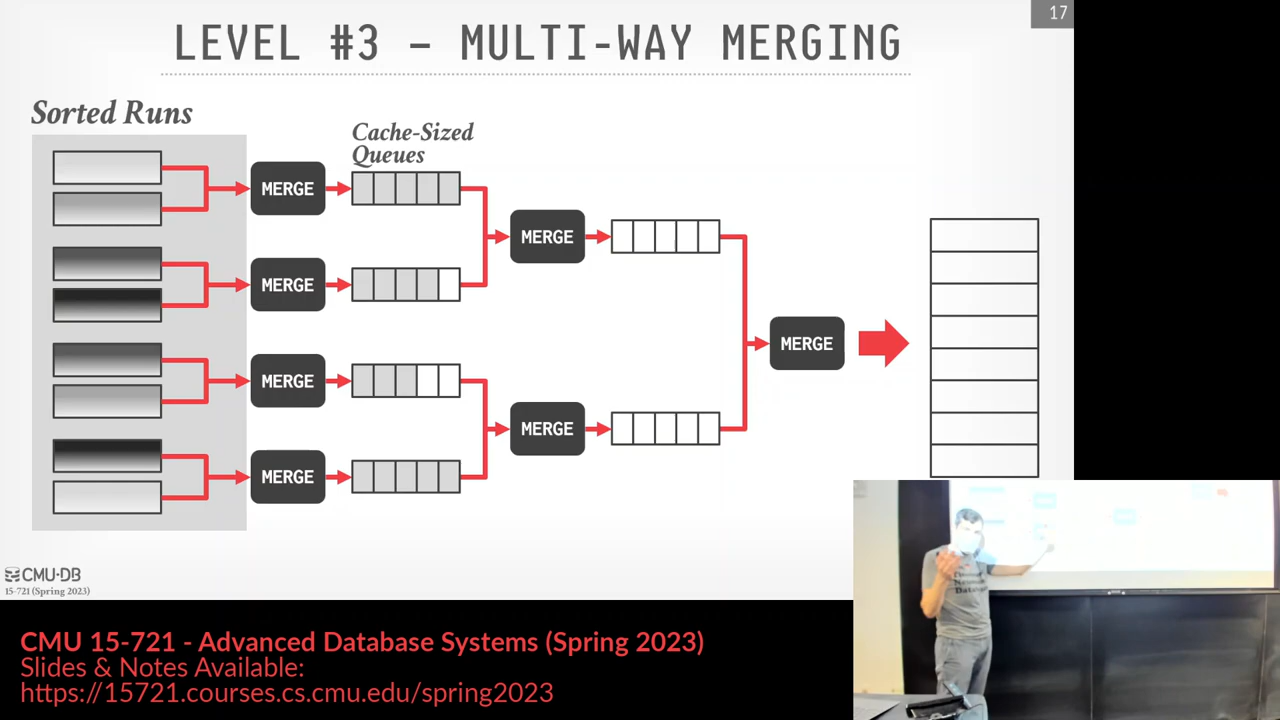 17
LEVEL #3 – MULTI-WAY MERGING
Sorted Runs
Cache-Sized
Queues
MERGE
MERGE
MERGE
MERGE
MERGE
MERGE
MERGE
CMU·DB
15-721 (Spring 2023)
CMU 15-721 - Advanced Database Systems (Spring 2023)
Slides & Notes Available:
https://15721.courses.cs.cmu.edu/spring2023